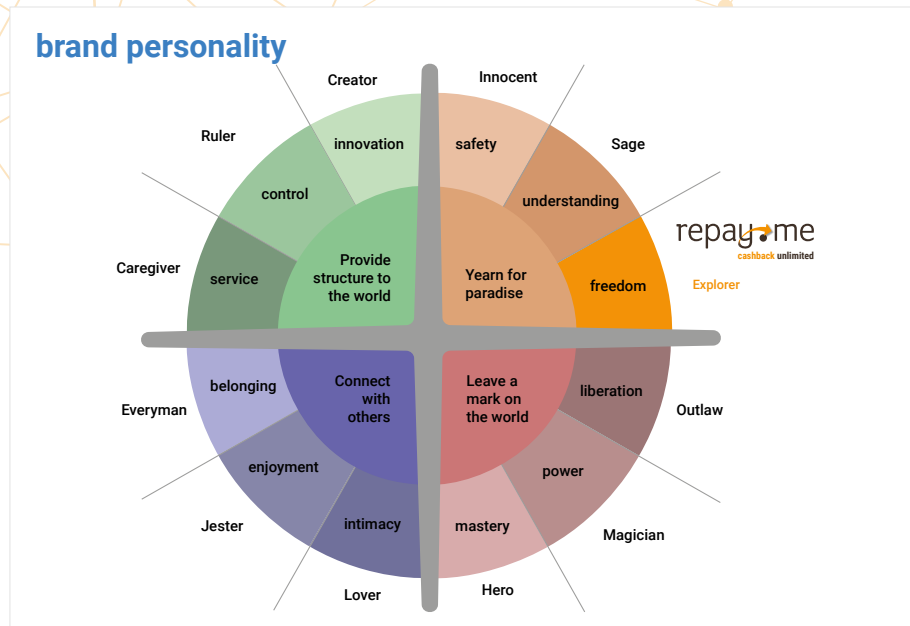 brand personality
Creator
Innocent
Ruler
innovation
safety
Sage
control
understanding
repay.me
cashback unlimited
Caregiver
service
Provide
structure to
the world
Yearn for
paradise
freedom
Explorer
Everyman
belonging
Connect
with
others
Leave a
mark on
the world
liberation
Outlaw
enjoyment
power
Jester
intimacy
mastery
Magician
Lover
Hero